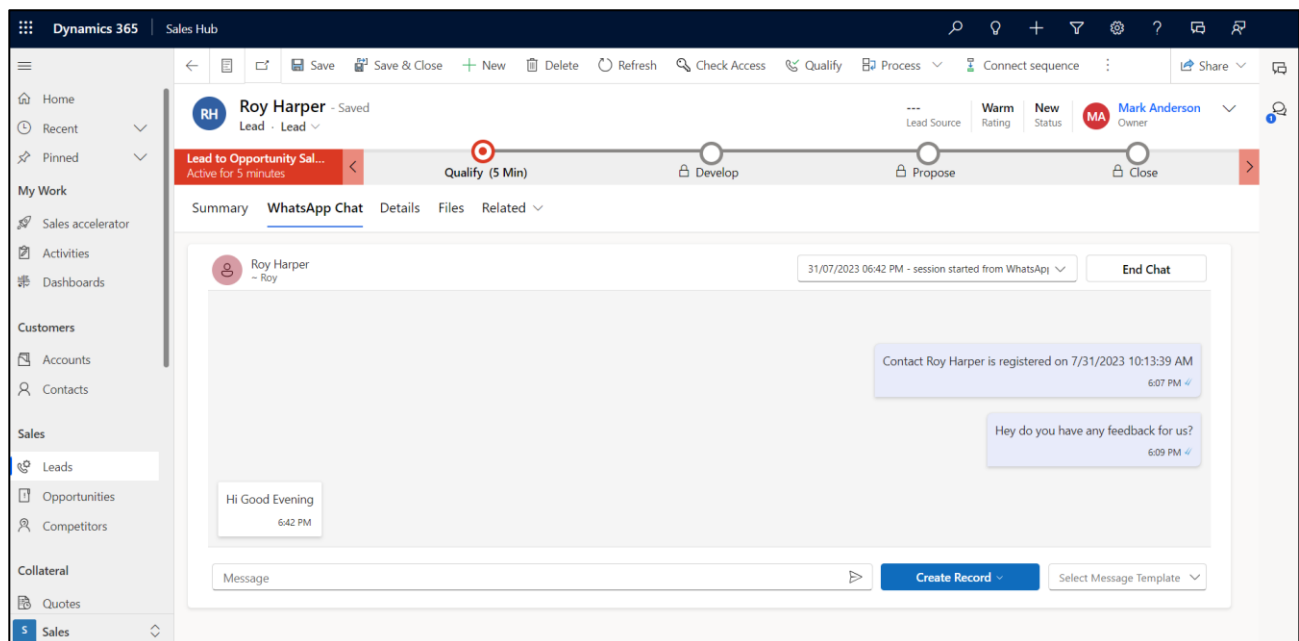 Dynamics 365 Sales Hub
Save Save & Close New Delete Refresh Check Access Qualify Process Connect sequence Share
Home
Recent
Pinned
My Work
Sales accelerator
Activities
Dashboards
Customers
Accounts
Contacts
Sales
Leads
Opportunities
Competitors
Collateral
Quotes
S Sales
RH
Roy Harper - Saved
Lead · Lead
---
Lead Source
Warm
Rating
New
Status
MA
Mark Anderson
Owner
1
Lead to Opportunity Sal...
Active for 5 minutes
Qualify (5 Min)
Develop
Propose
Close
Summary WhatsApp Chat Details Files Related
Roy Harper
~ Roy
31/07/2023 06:42 PM - session started from WhatsAp
End Chat
Contact Roy Harper is registered on 7/31/2023 10:13:39 AM
6:07 PM
Hey do you have any feedback for us?
6:09 PM
Hi Good Evening
6:42 PM
Message
Create Record
Select Message Template